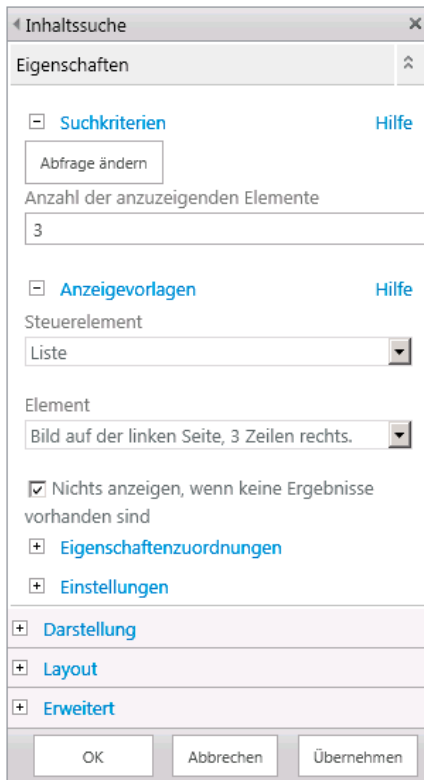 Inhaltssuche
Eigenschaften
Suchkriterien Hilfe
Abfrage ändern
Anzahl der anzuzeigenden Elemente
3
Anzeigevorlagen Hilfe
Steuerelement
Liste
Element
Bild auf der linken Seite, 3 Zeilen rechts.
Nichts anzeigen, wenn keine Ergebnisse
vorhanden sind
Eigenschaftenzuordnungen
Einstellungen
Darstellung
Layout
Erweitert
OK Abbrechen Übernehmen